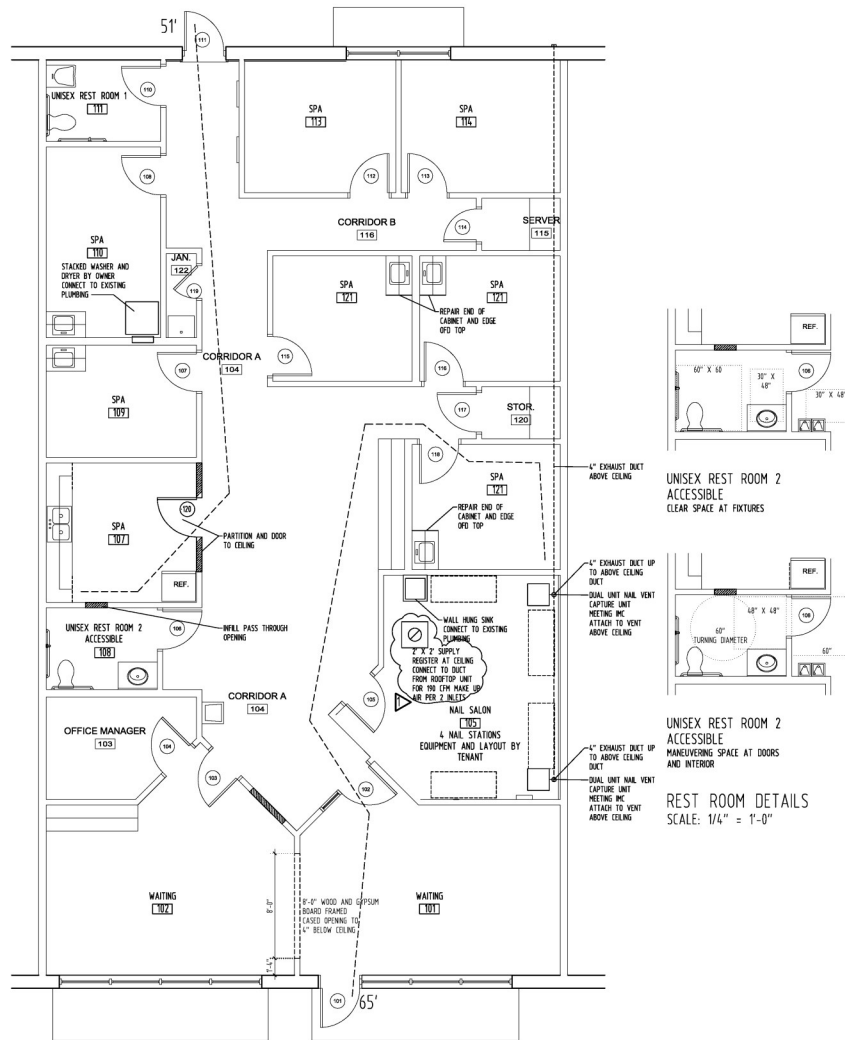 51'
111
UNISEX REST ROOM 1
111
110
SPA
113
SPA
114
108
112
113
CORRIDOR B
116
114
SERVER
115
SPA
110
STACKED WASHER AND
DRYER BY OWNER
CONNECT TO EXISTING
PLUMBING
JAN.
122
119
SPA
121
SPA
121
REPAIR END OF
CABINET AND EDGE
OFD TOP
CORRIDOR A
104
115
107
116
SPA
109
117
STOR.
120
118
SPA
121
REPAIR END OF
CABINET AND EDGE
OFD TOP
4" EXHAUST DUCT
ABOVE CEILING
120
SPA
107
PARTITION AND DOOR
TO CEILING
REF.
4" EXHAUST DUCT UP
TO ABOVE CEILING
DUCT
DUAL UNIT NAIL VENT
CAPTURE UNIT
MEETING IMC
ATTACH TO VENT
ABOVE CEILING
INFILL PASS THROUGH
OPENING
WALL HUNG SINK
CONNECT TO EXISTING
PLUMBING
UNISEX REST ROOM 2
ACCESSIBLE
108
106
2' X 2' SUPPLY
REGISTER AT CEILING
CONNECT TO DUCT
FROM ROOFTOP UNIT
FOR 190 CFM MAKE UP
AIR PER 2 INLETS
1
105
CORRIDOR A
104
NAIL SALON
105
4 NAIL STATIONS
EQUIPMENT AND LAYOUT BY
TENANT
OFFICE MANAGER
103
104
103
102
4" EXHAUST DUCT UP
TO ABOVE CEILING
DUCT
DUAL UNIT NAIL VENT
CAPTURE UNIT
MEETING IMC
ATTACH TO VENT
ABOVE CEILING
WAITING
102
8'-0"
1'-4"
8'-0" WOOD AND GYPSUM
BOARD FRAMED
CASED OPENING TO
4" BELOW CEILING
WAITING
101
101
65'
REF.
60" X 60
30" X
48"
106
30" X 48"
UNISEX REST ROOM 2
ACCESSIBLE
CLEAR SPACE AT FIXTURES
REF.
48" X 48"
106
60"
TURNING DIAMETER
60"
UNISEX REST ROOM 2
ACCESSIBLE
MANEUVERING SPACE AT DOORS
AND INTERIOR
REST ROOM DETAILS
SCALE: 1/4" = 1'-0"